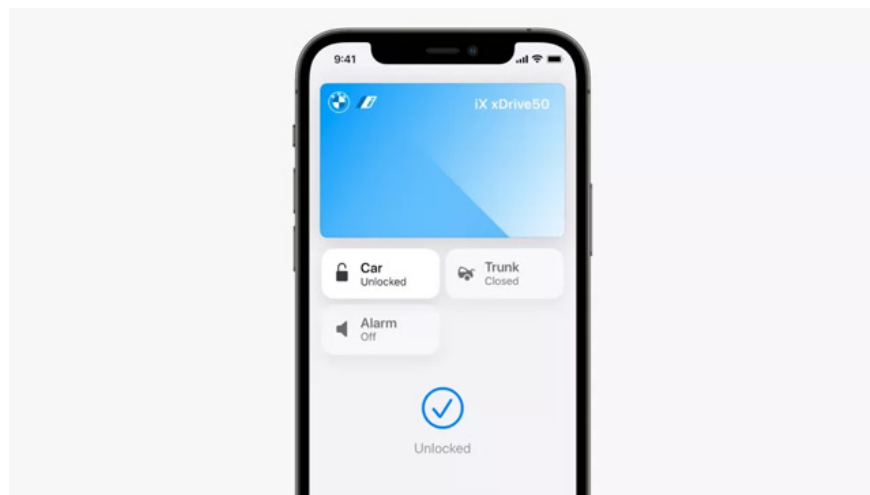 9:41
iX xDrive50
Car
Unlocked
Trunk
Closed
Alarm
Off
Unlocked